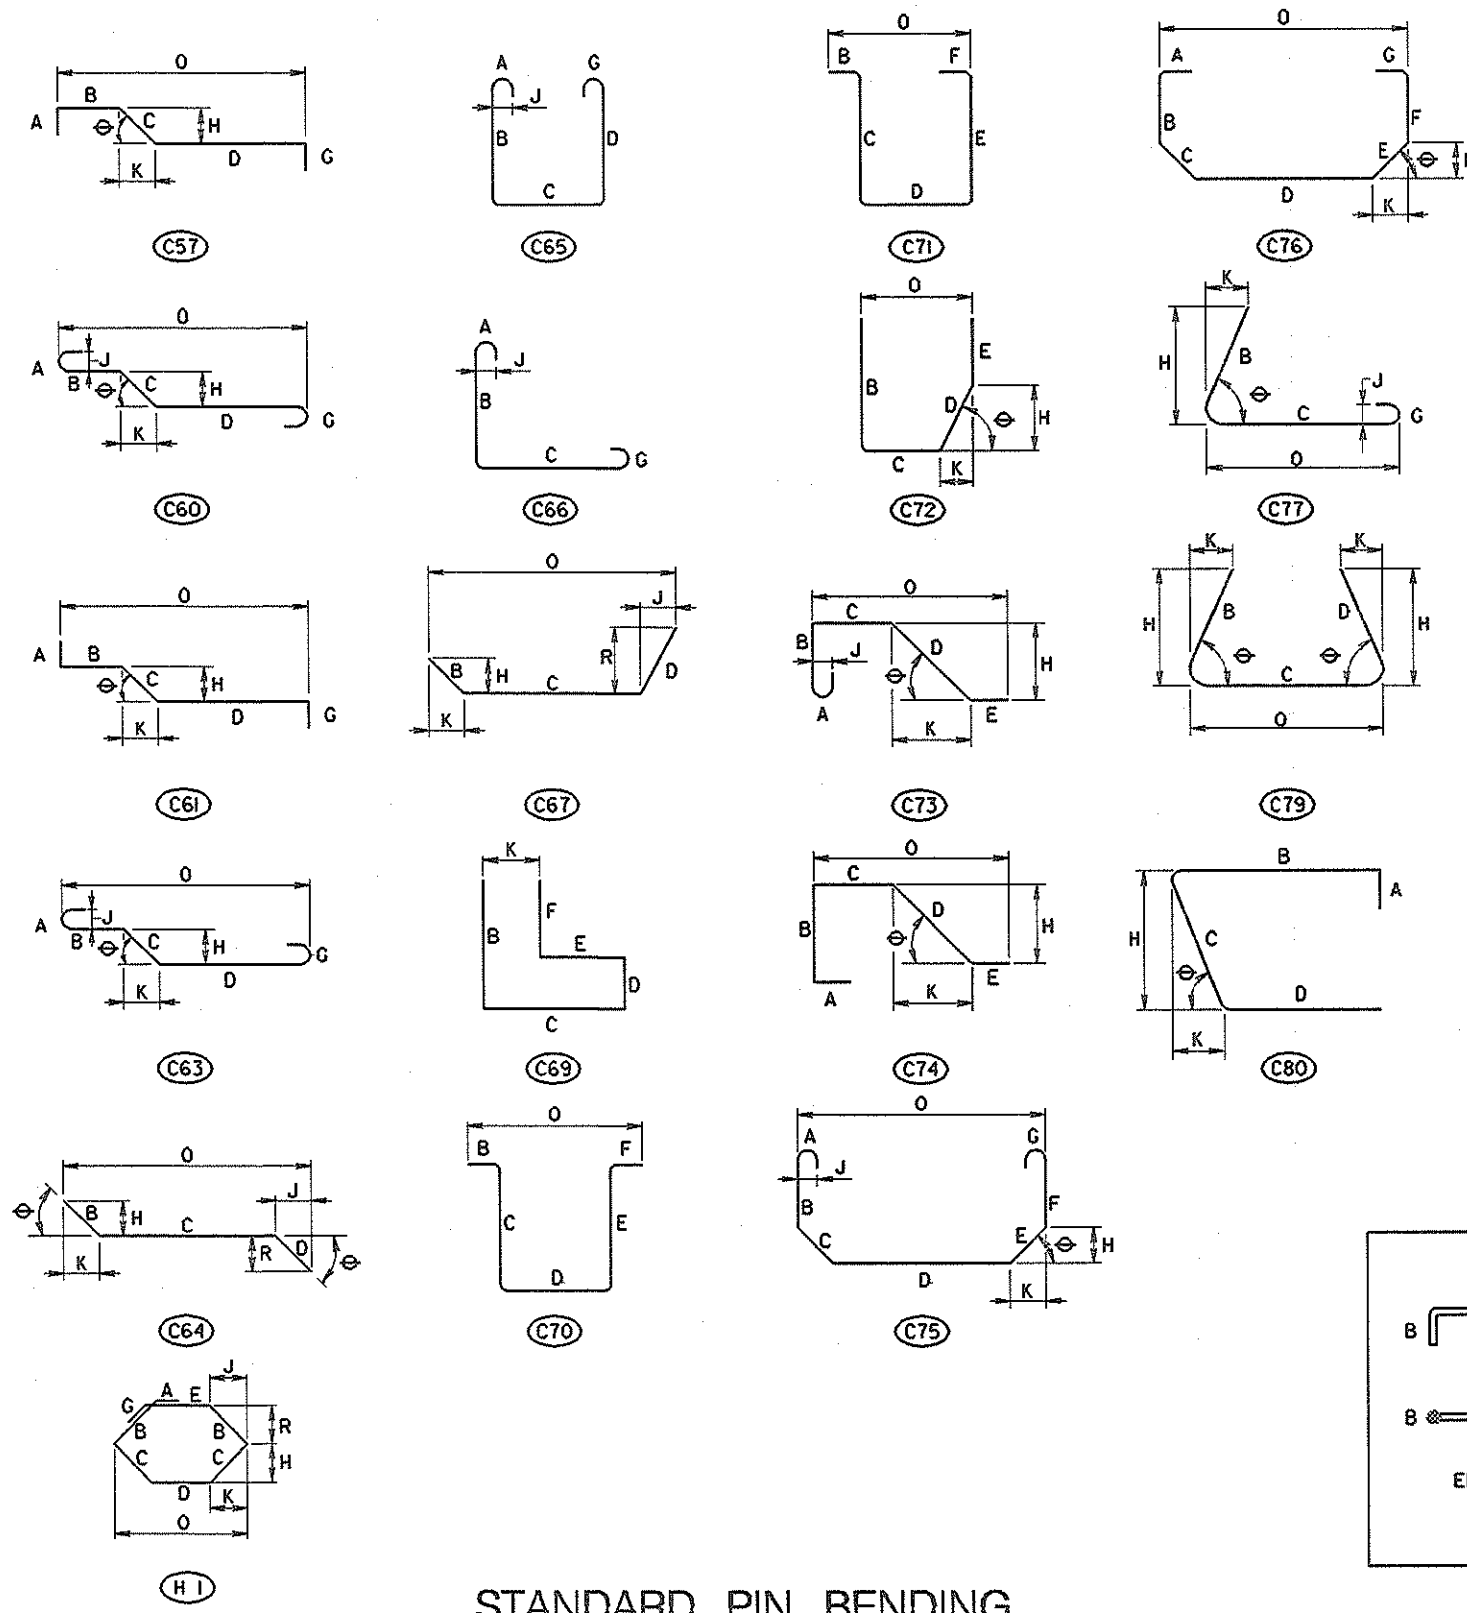 O
B
A C H
Φ
D G
K
C57
A G
J
B D
C
C65
O
B F
C E
D
C71
O
A G
B F
C E Φ
D
K
C76
O
A J
B C H
Φ
D G
K
C60
A
J
B
C G
C66
O
E
B
D Φ H
C K
C72
K
H B J
Φ
C G
O
C77
O
A B C H
Φ
D G
K
C61
O
J
R
B H D
C
K
C67
O
C
B J D H
Φ
A K E
C73
K K
H B D H
Φ Φ
C
O
C79
O
A J
B C H
Φ G
D
K
C63
K
F
B E
D
C
C69
O
C
B D H
Φ
E
A K
C74
B
A
H C
Φ D
K
C80
O
J
Φ B H C
K R D Φ
C64
O
B F
C E
D
C70
O
A G
J
B F
C E Φ H
D
K
C75
J
G A E
B B R
C C H
D K
O
H 1
B
B
STANDARD PIN BENDING